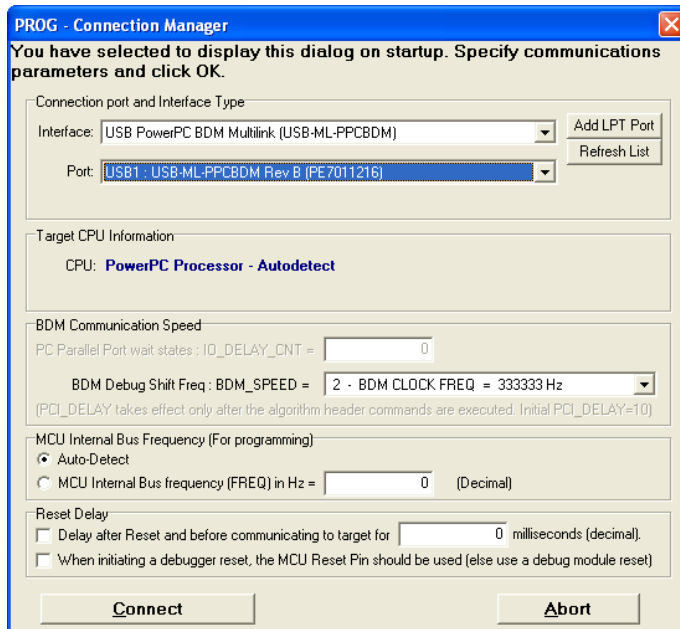 PROG - Connection Manager
You have selected to display this dialog on startup. Specify communications
parameters and click OK.
Connection port and Interface Type
Interface: USB PowerPC BDM Multilink (USB-ML-PPCBDM)
Add LPT Port
Refresh List
Port: USB1 : USB-ML-PPCBDM Rev B (PE7011216)
Target CPU Information
CPU: PowerPC Processor - Autodetect
BDM Communication Speed
PC Parallel Port wait states : IO_DELAY_CNT = 0
BDM Debug Shift Freq : BDM_SPEED = 2 - BDM CLOCK FREQ = 333333 Hz
(PCI_DELAY takes effect only after the algorithm header commands are executed. Initial PCI_DELAY=10)
MCU Internal Bus Frequency (For programming)
Auto-Detect
MCU Internal Bus frequency (FREQ) in Hz = 0 (Decimal)
Reset Delay
Delay after Reset and before communicating to target for 0 milliseconds (decimal).
When initiating a debugger reset, the MCU Reset Pin should be used (else use a debug module reset)
Connect Abort